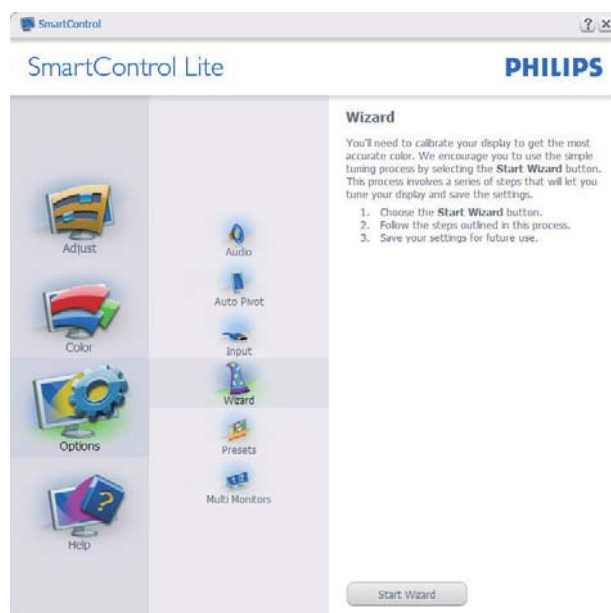 SmartControl
SmartControl Lite
PHILIPS
Adjust
Color
Options
Help
Audio
Auto Pivot
Input
Wizard
Presets
Multi Monitors
Wizard
You'll need to calibrate your display to get the most
accurate color. We encourage you to use the simple
tuning process by selecting the Start Wizard button.
This process involves a series of steps that will let you
tune your display and save the settings.
1. Choose the Start Wizard button.
2. Follow the steps outlined in this process.
3. Save your settings for future use.
Start Wizard